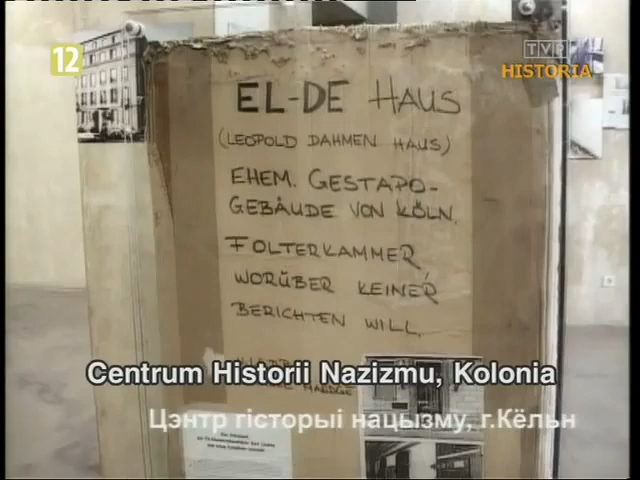 12
TVP
HISTORIA
EL-DE HAUS
(LEOPOLD DAHMEN HAUS)
EHEM. GESTAPO-
GEBÄUDE VON KÖLN.
FOLTERKAMMER,
WORÜBER KEINER
BERICHTEN WILL.
Centrum Historii Nazizmu, Kolonia
Цэнтр гісторыі нацызму, г.Кёльн